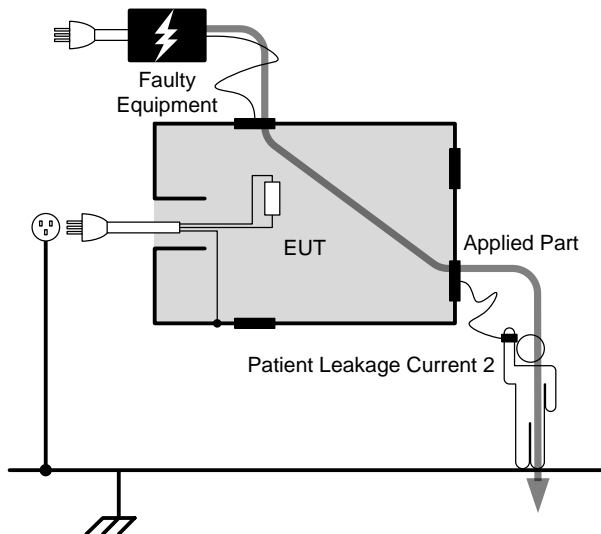 Faulty
Equipment
EUT
Applied Part
Patient Leakage Current 2